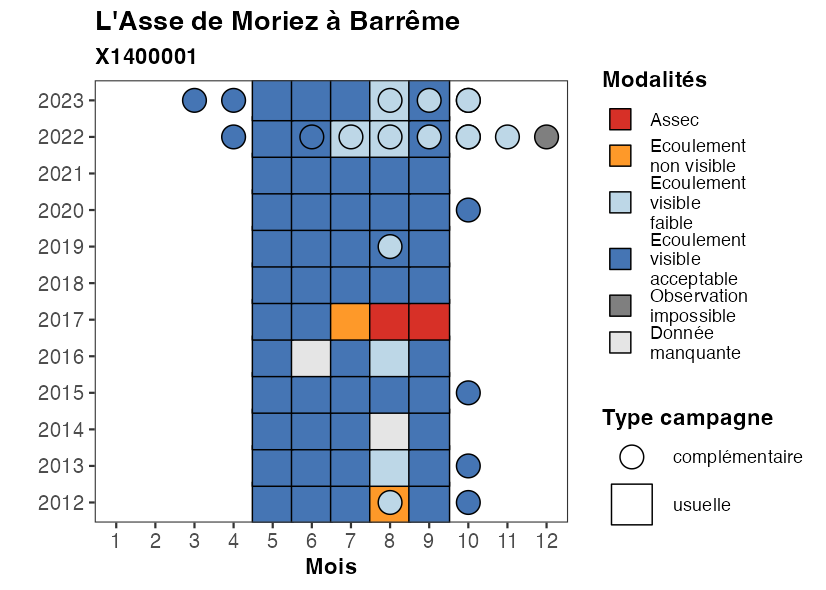 L'Asse de Moriez à Barrême
X1400001
2023
2022
2021
2020
2019
2018
2017
2016
2015
2014
2013
2012
1 2 3 4 5 6 7 8 9 10 11 12
Mois
Modalités
Assec
Ecoulement
non visible
Ecoulement
visible
faible
Ecoulement
visible
acceptable
Observation
impossible
Donnée
manquante
Type campagne
complémentaire
usuelle